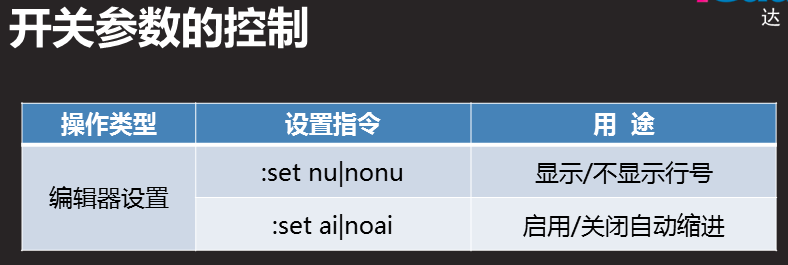 开关参数的控制
达
操作类型 设置指令 用 途
编辑器设置 :set nu|nonu 显示/不显示行号
:set ai|noai 启用/关闭自动缩进